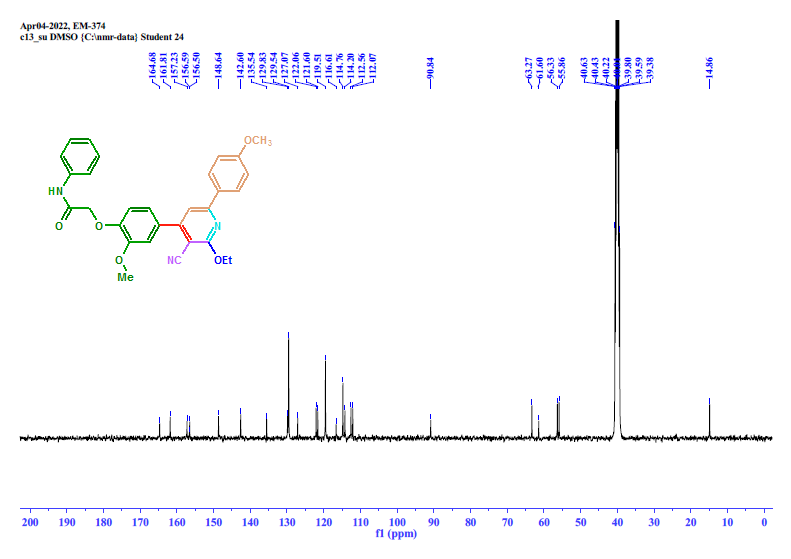 Apr04-2022, EM-374
c13_su DMSO {C:\nmr-data} Student 24
164.68
161.81
157.23
156.59
156.50
148.64
142.60
135.54
129.83
129.54
127.07
122.06
121.60
119.51
116.61
114.76
114.20
112.56
112.07
90.84
63.27
61.60
56.33
55.86
40.63
40.43
40.22
39.80
39.59
39.38
14.86
OCH3
HN
O
O
N
O
Me
NC
OEt
200 190 180 170 160 150 140 130 120 110 100 90 80 70 60 50 40 30 20 10 0
f1 (ppm)